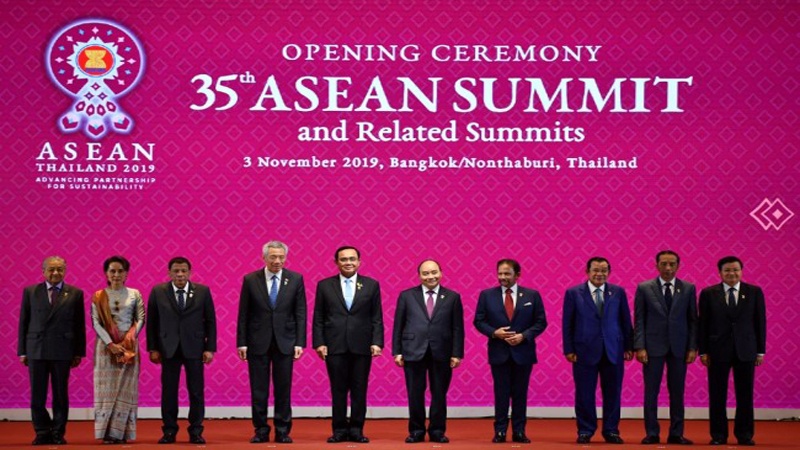 OPENING CEREMONY
35th ASEAN SUMMIT
and Related Summits
3 November 2019, Bangkok/Nonthaburi, Thailand
ASEAN
THAILAND 2019
ADVANCING PARTNERSHIP
FOR SUSTAINABILITY